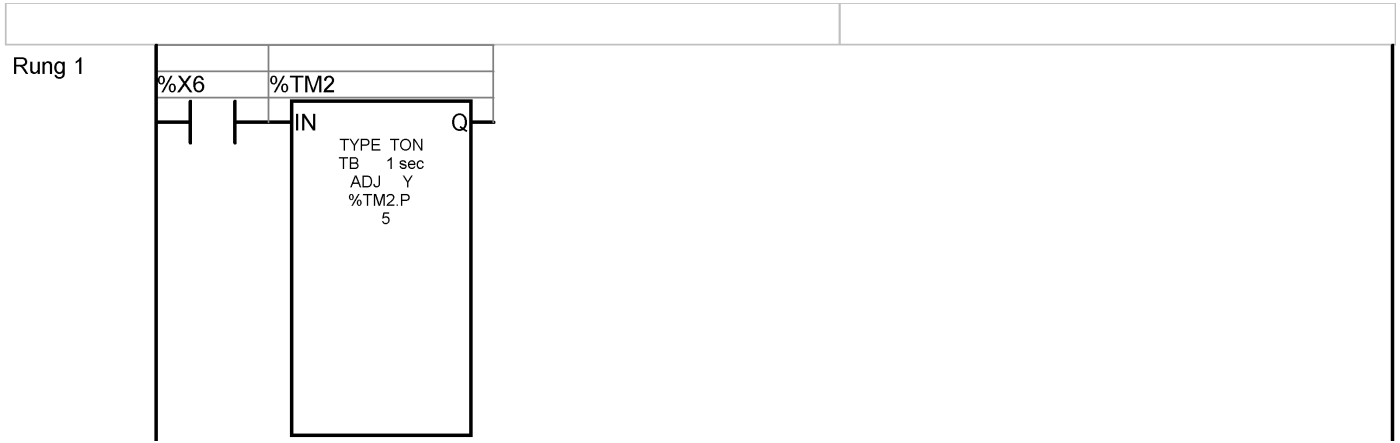 Rung 1
%X6 %TM2
IN Q
TYPE TON
TB 1 sec
ADJ Y
%TM2.P
5